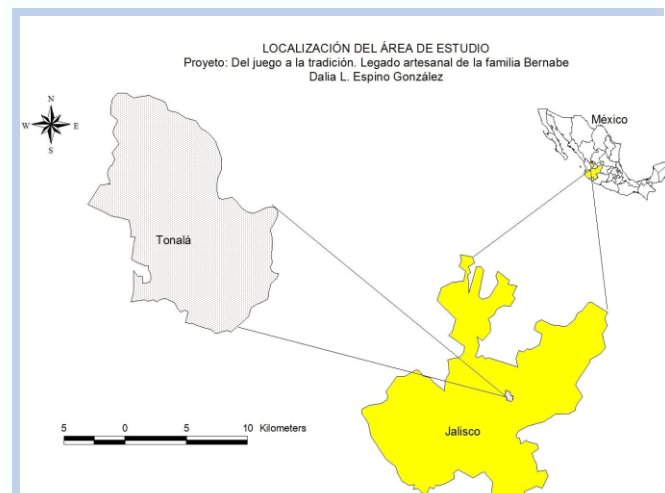 LOCALIZACIÓN DEL ÁREA DE ESTUDIO
Proyeto: Del juego a la tradición. Legado artesanal de la familia Bernabe
Dalia L. Espino González
N
W E
S
México
Tonalá
Jalisco
5 0 5 10 Kilometers